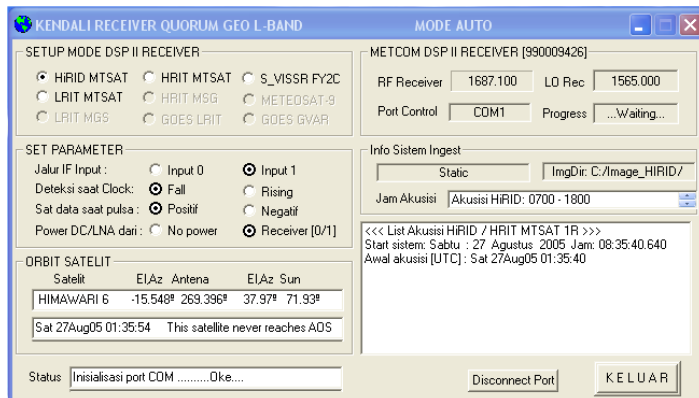 KENDALI RECEIVER QUORUM GEO L-BAND MODE AUTO
SETUP MODE DSP II RECEIVER
HiRID MTSAT HRIT MTSAT S_VISSR FY2C
LRIT MTSAT HRIT MSG METEOSAT-9
LRIT MGS GOES LRIT GOES GVAR
SET PARAMETER
Jalur IF Input : Input 0 Input 1
Deteksi saat Clock: Fall Rising
Sat data saat pulsa : Positif Negatif
Power DC/LNA dari : No power Receiver [0/1]
ORBIT SATELIT
Satelit El,Az Antena El,Az Sun
HIMAWARI 6 -15.548º 269.396º 37.97º 71.93º
Sat 27Aug05 01:35:54 This satellite never reaches AOS
Status Inisialisasi port COM ..........Oke....
METCOM DSP II RECEIVER [990009426]
RF Receiver 1687.100 LO Rec 1565.000
Port Control COM1 Progress ...Waiting...
Info Sistem Ingest
Static ImgDir: C:/Image_HIRID/
Jam Akusisi Akusisi HiRID: 0700 - 1800
<<< List Akusisi HiRID / HRIT MTSAT 1R >>>
Start sistem: Sabtu : 27 Agustus 2005 Jam: 08:35:40.640
Awal akusisi [UTC] : Sat 27Aug05 01:35:40
Disconnect Port KELUAR